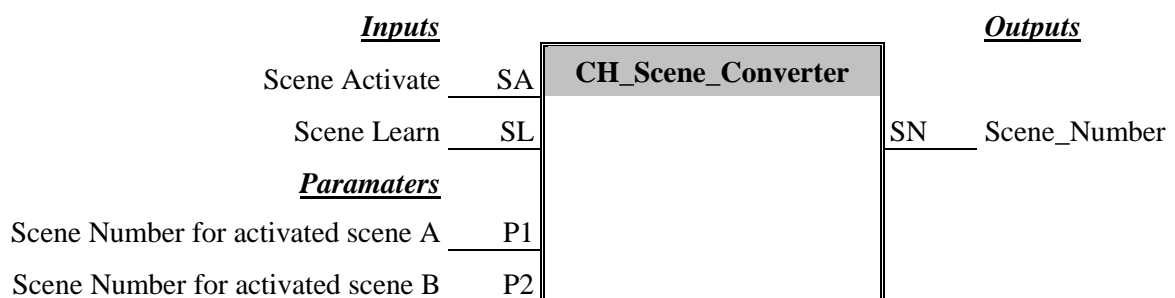 Inputs Outputs
Scene Activate SA CH_Scene_Converter
Scene Learn SL SN Scene_Number
Paramaters
Scene Number for activated scene A P1
Scene Number for activated scene B P2